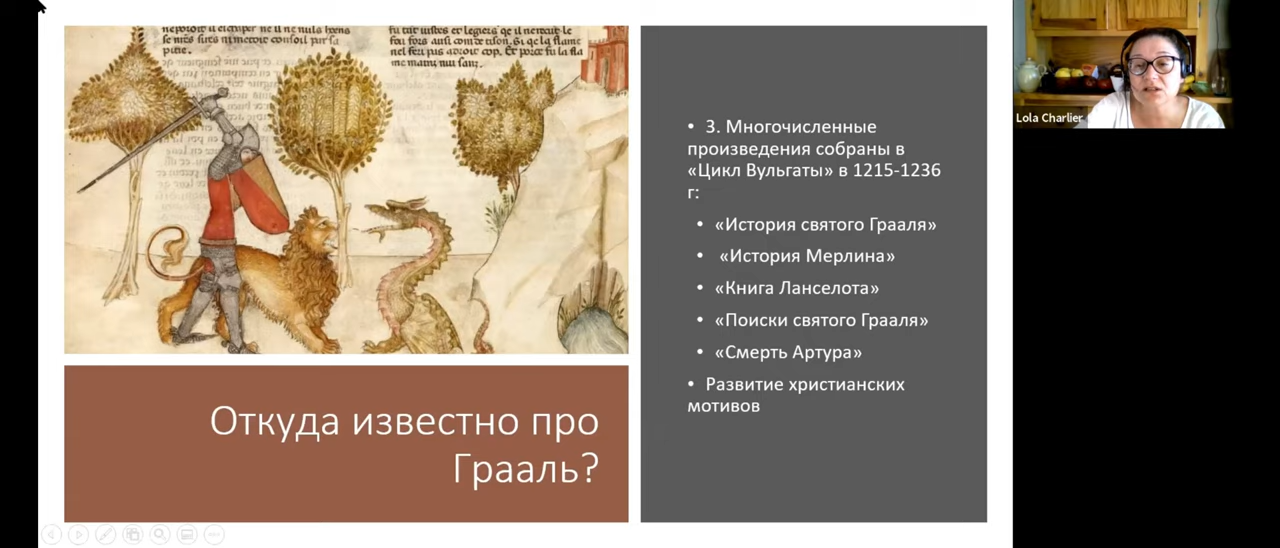 • 3. Многочисленные
произведения собраны в
«Цикл Вульгаты» в 1215-1236
г:
• «История святого Грааля»
• «История Мерлина»
• «Книга Ланселота»
• «Поиски святого Грааля»
• «Смерть Артура»
• Развитие христианских
мотивов
Откуда известно про
Грааль?
Lola Charlier